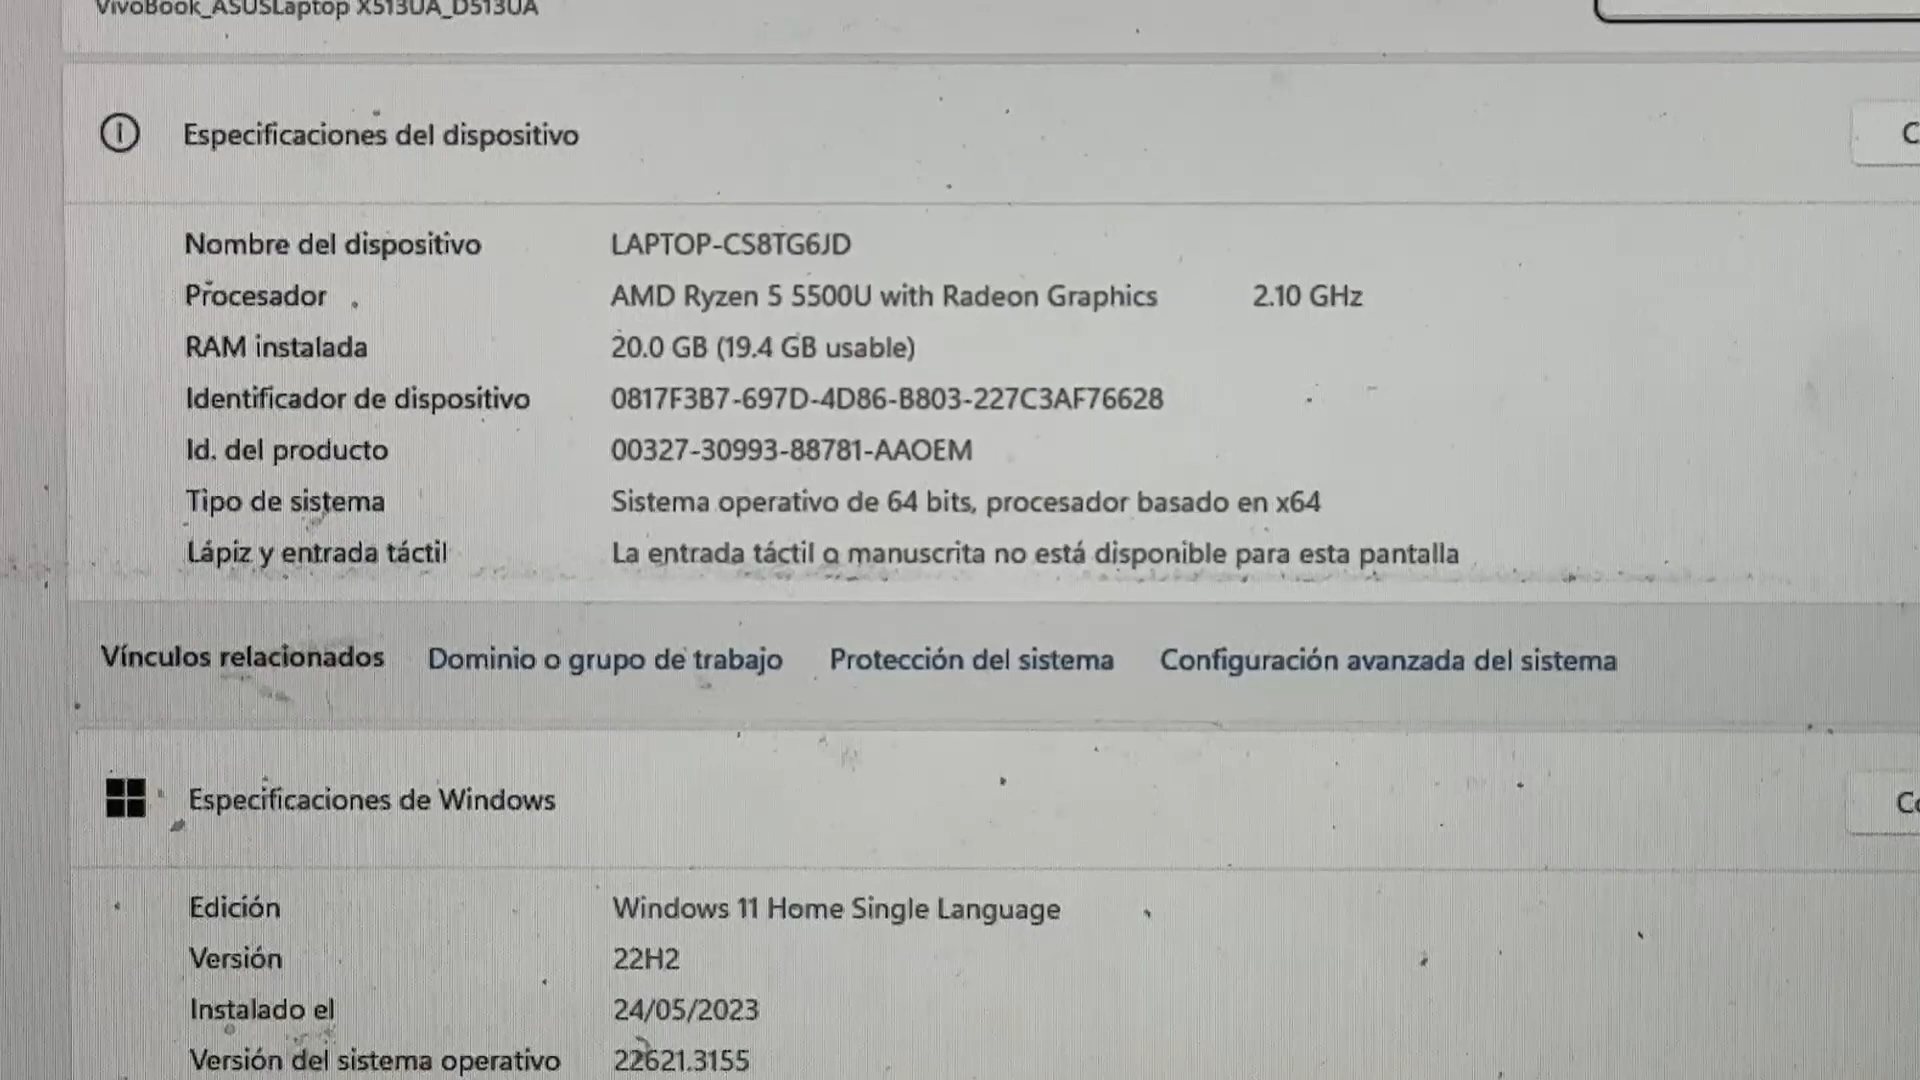 VivoBook_ASUSLaptop X513UA_D513UA
Especificaciones del dispositivo
C
Nombre del dispositivo LAPTOP-CS8TG6JD
Procesador AMD Ryzen 5 5500U with Radeon Graphics 2.10 GHz
RAM instalada 20.0 GB (19.4 GB usable)
Identificador de dispositivo 0817F3B7-697D-4D86-B803-227C3AF76628
Id. del producto 00327-30993-88781-AAOEM
Tipo de sistema Sistema operativo de 64 bits, procesador basado en x64
Lápiz y entrada táctil La entrada táctil o manuscrita no está disponible para esta pantalla
Vínculos relacionados Dominio o grupo de trabajo Protección del sistema Configuración avanzada del sistema
Especificaciones de Windows
Co
Edición Windows 11 Home Single Language
Versión 22H2
Instalado el 24/05/2023
Versión del sistema operativo 22621.3155